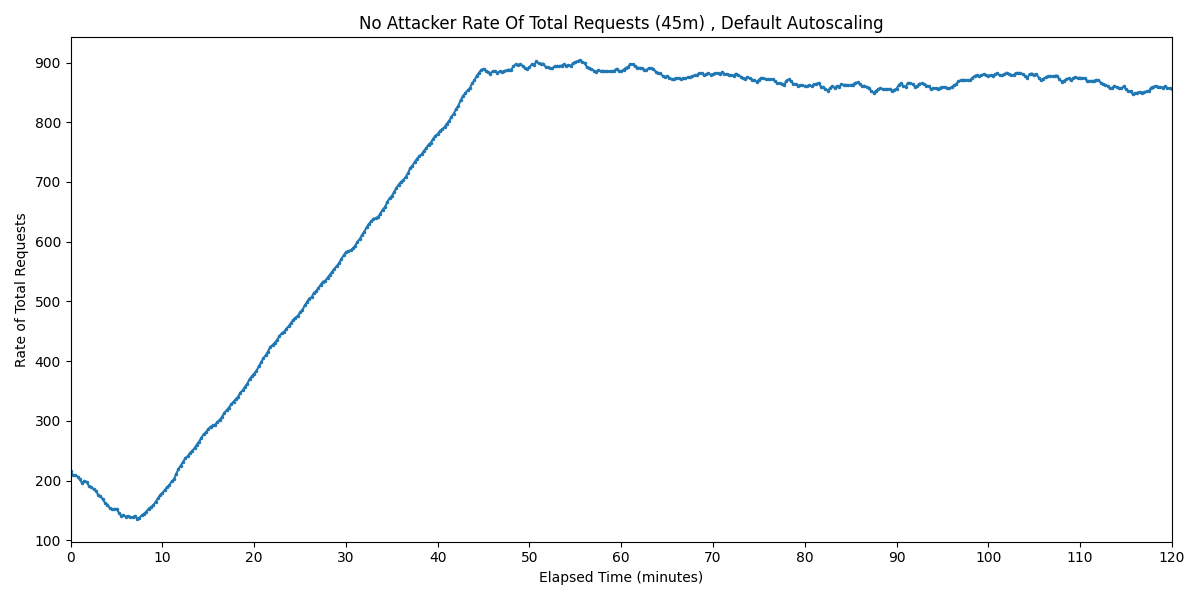 No Attacker Rate Of Total Requests (45m) , Default Autoscaling
Rate of Total Requests
900
800
700
600
500
400
300
200
100
0 10 20 30 40 50 60 70 80 90 100 110 120
Elapsed Time (minutes)